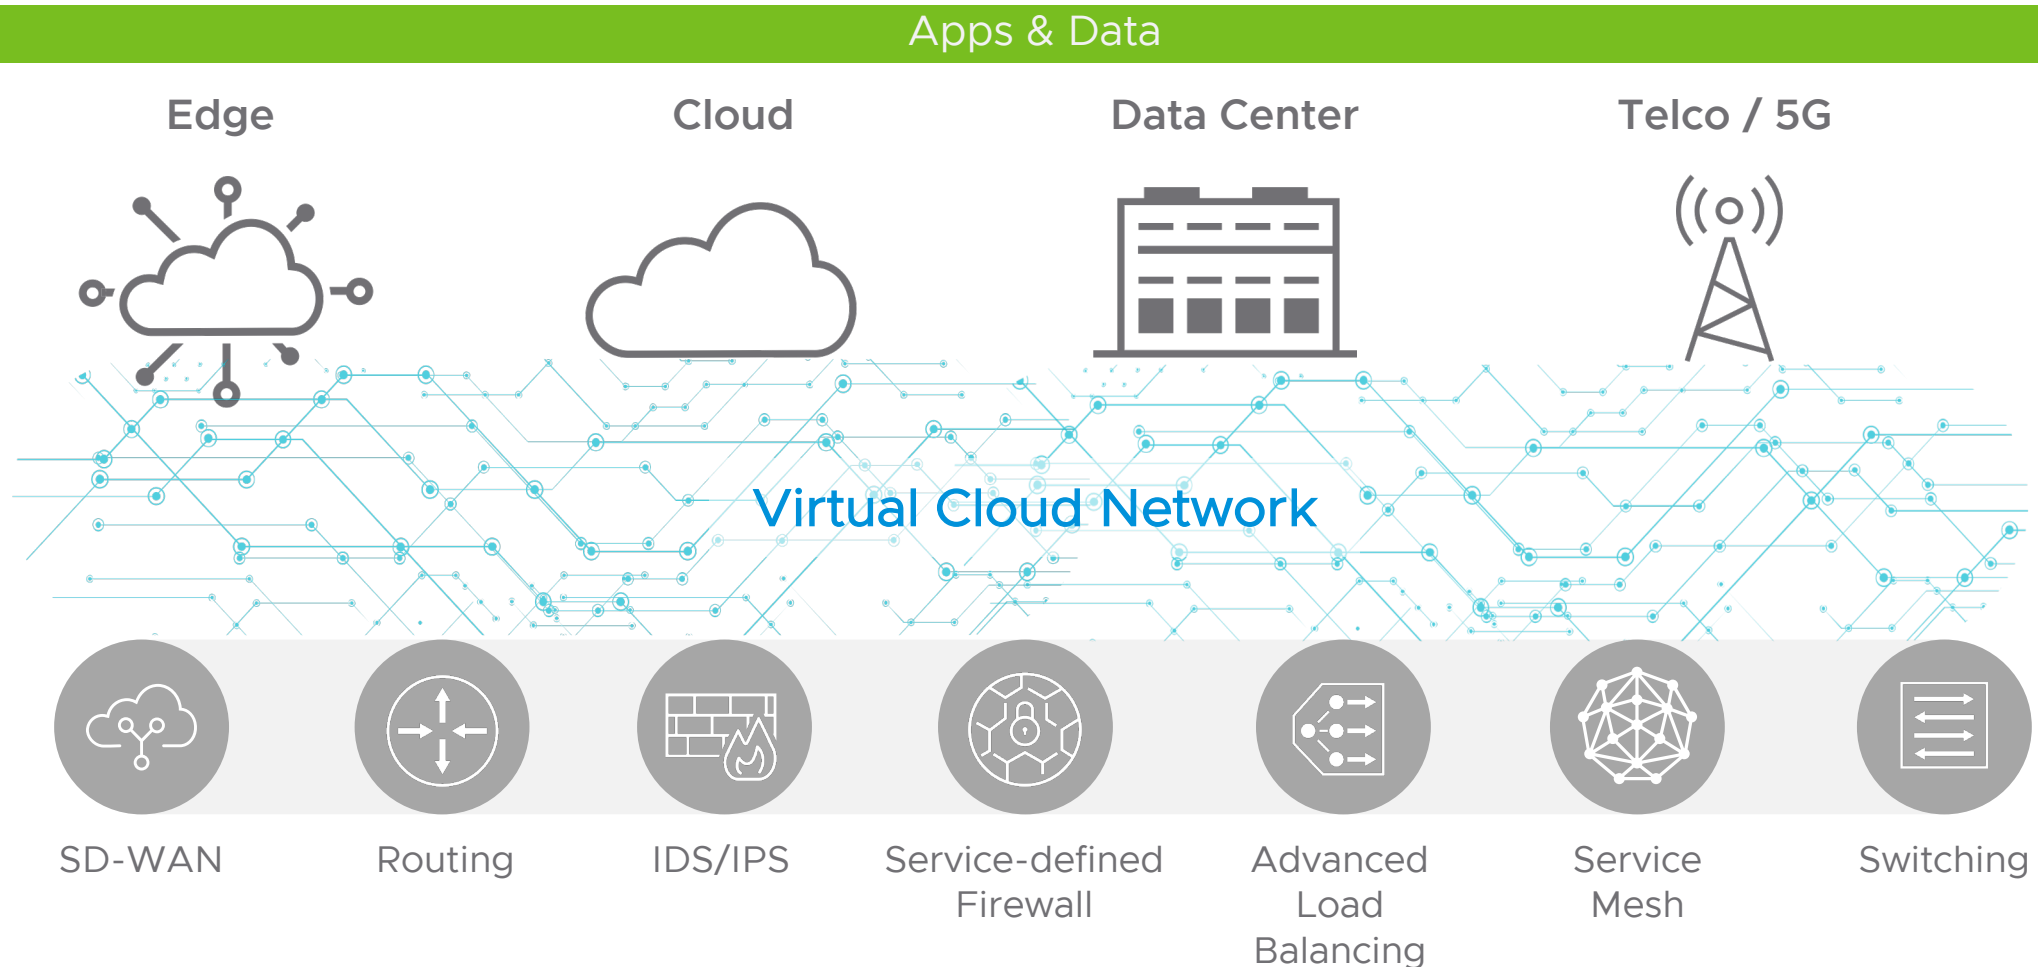 Apps & Data
Edge
Cloud
Data Center
Telco / 5G
Virtual Cloud Network
SD-WAN
Routing
IDS/IPS
Service-defined
Firewall
Advanced
Load
Balancing
Service
Mesh
Switching